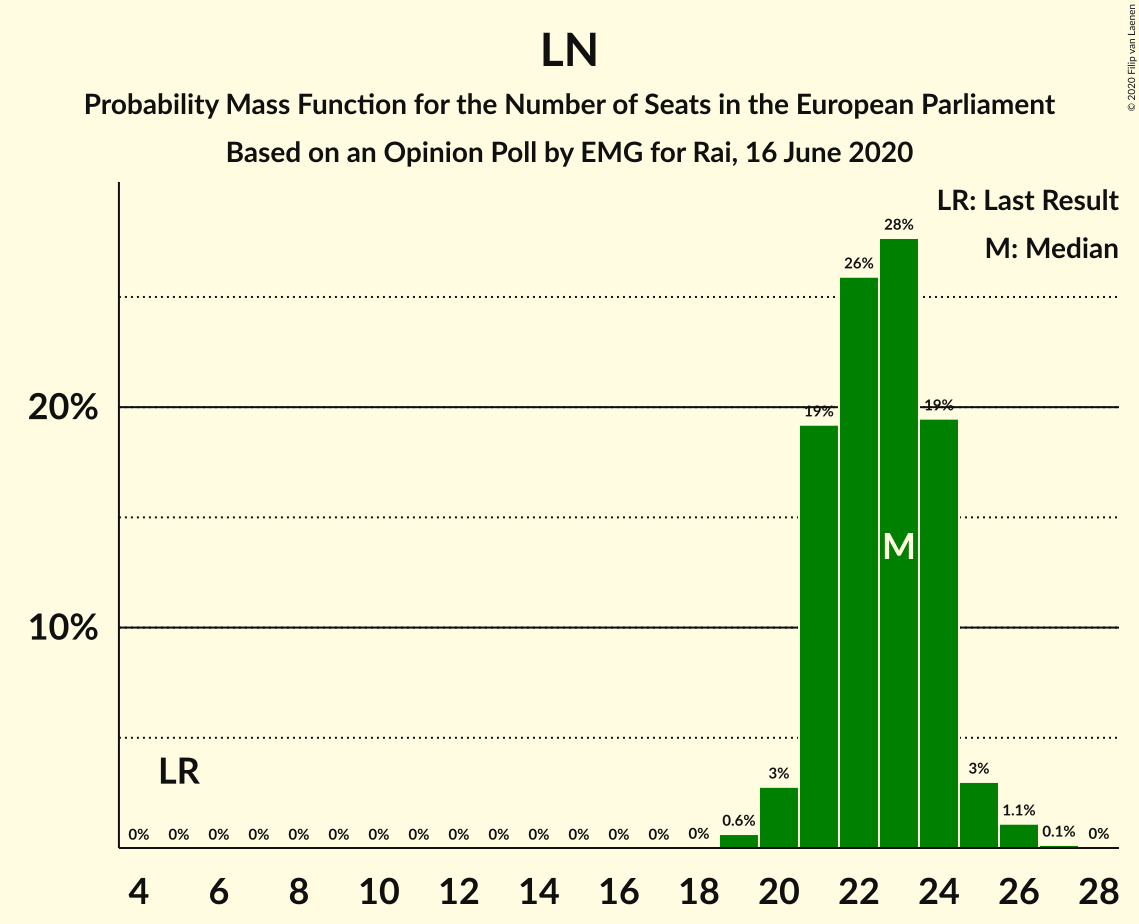 LN
Probability Mass Function for the Number of Seats in the European Parliament
Based on an Opinion Poll by EMG for Rai, 16 June 2020
© 2020 Filip van Laenen
LR: Last Result
M: Median
28%
26%
20%
19%
19%
M
10%
LR
3%
3%
0.6%
1.1%
0% 0% 0% 0% 0% 0% 0% 0% 0% 0% 0% 0% 0% 0% 0% 0.1% 0%
4 6 8 10 12 14 16 18 20 22 24 26 28